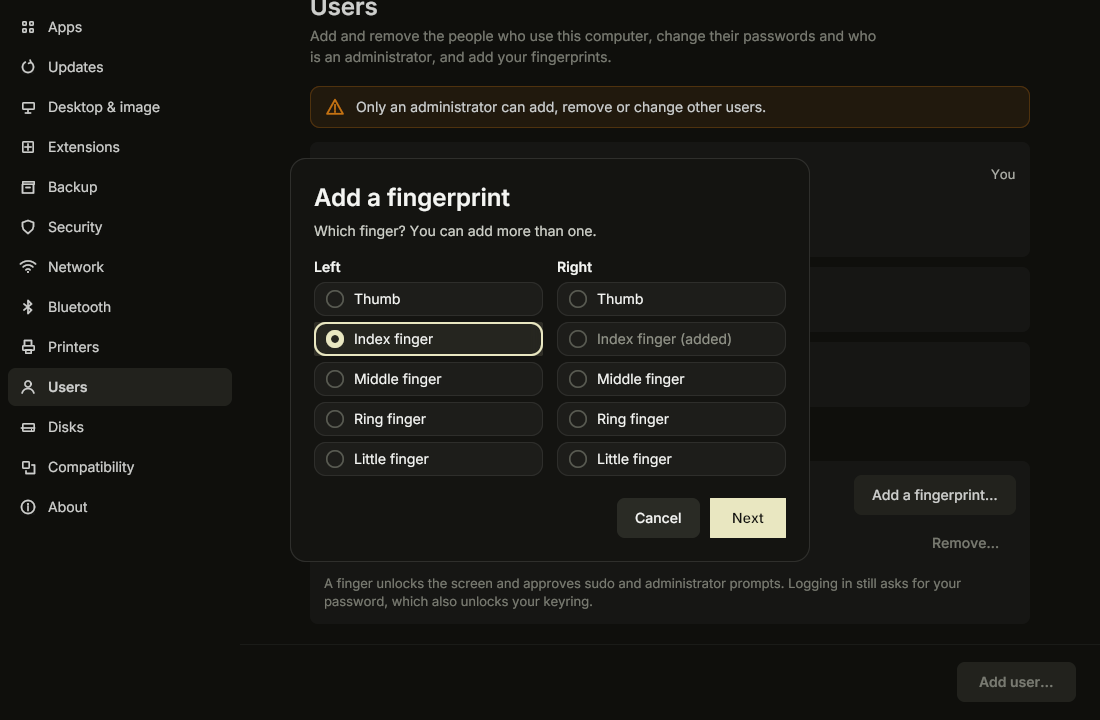 Apps
Updates
Desktop & image
Extensions
Backup
Security
Network
Bluetooth
Printers
Users
Disks
Compatibility
About
Users
Add and remove the people who use this computer, change their passwords and who
is an administrator, and add your fingerprints.
Only an administrator can add, remove or change other users.
You
Add a fingerprint
Which finger? You can add more than one.
Left
Thumb
Index finger
Middle finger
Ring finger
Little finger
Right
Thumb
Index finger (added)
Middle finger
Ring finger
Little finger
Cancel
Next
Add a fingerprint...
Remove...
A finger unlocks the screen and approves sudo and administrator prompts. Logging in still asks for your
password, which also unlocks your keyring.
Add user...